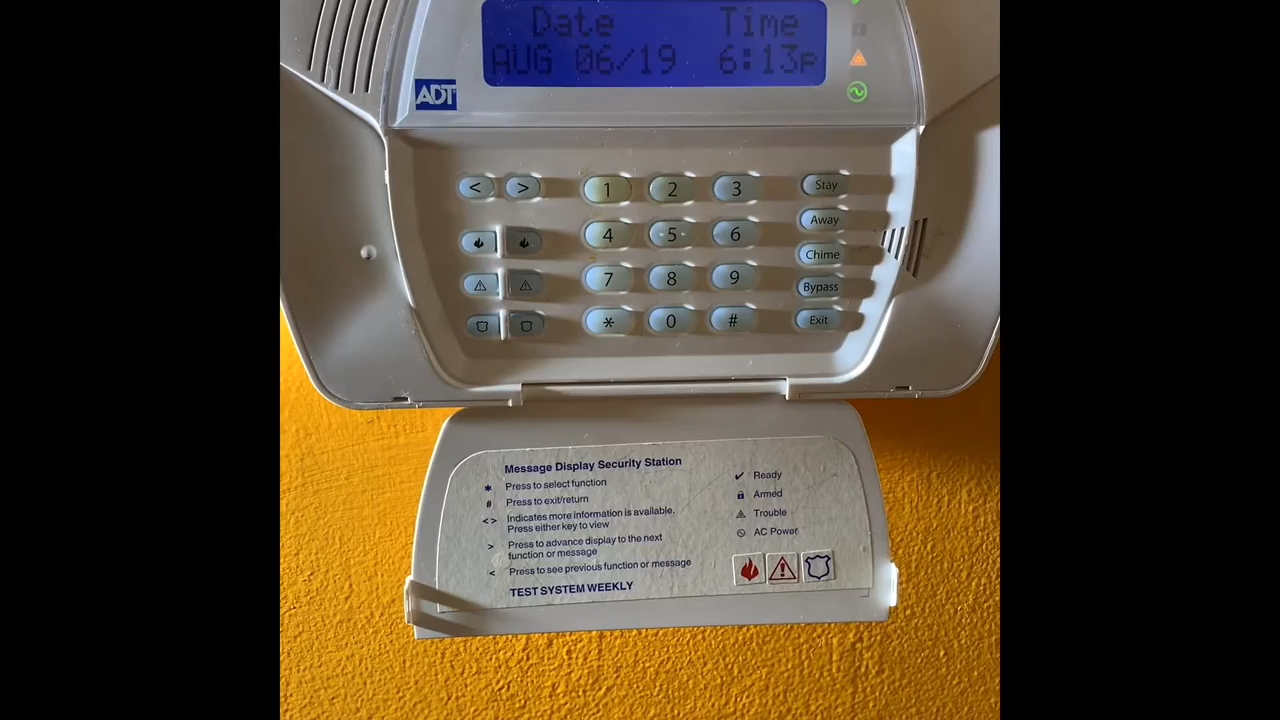 Date Time
AUG 06/19 6:13p
ADT
< > 1 2 3 Stay
4 5 6 Away
Chime
7 8 9 Bypass
* 0 # Exit
Message Display Security Station
* Press to select function
# Press to exit/return
< > Indicates more information is available.
Press either key to view
> Press to advance display to the next
function or message
< Press to see previous function or message
TEST SYSTEM WEEKLY
✓ Ready
Armed
Trouble
AC Power